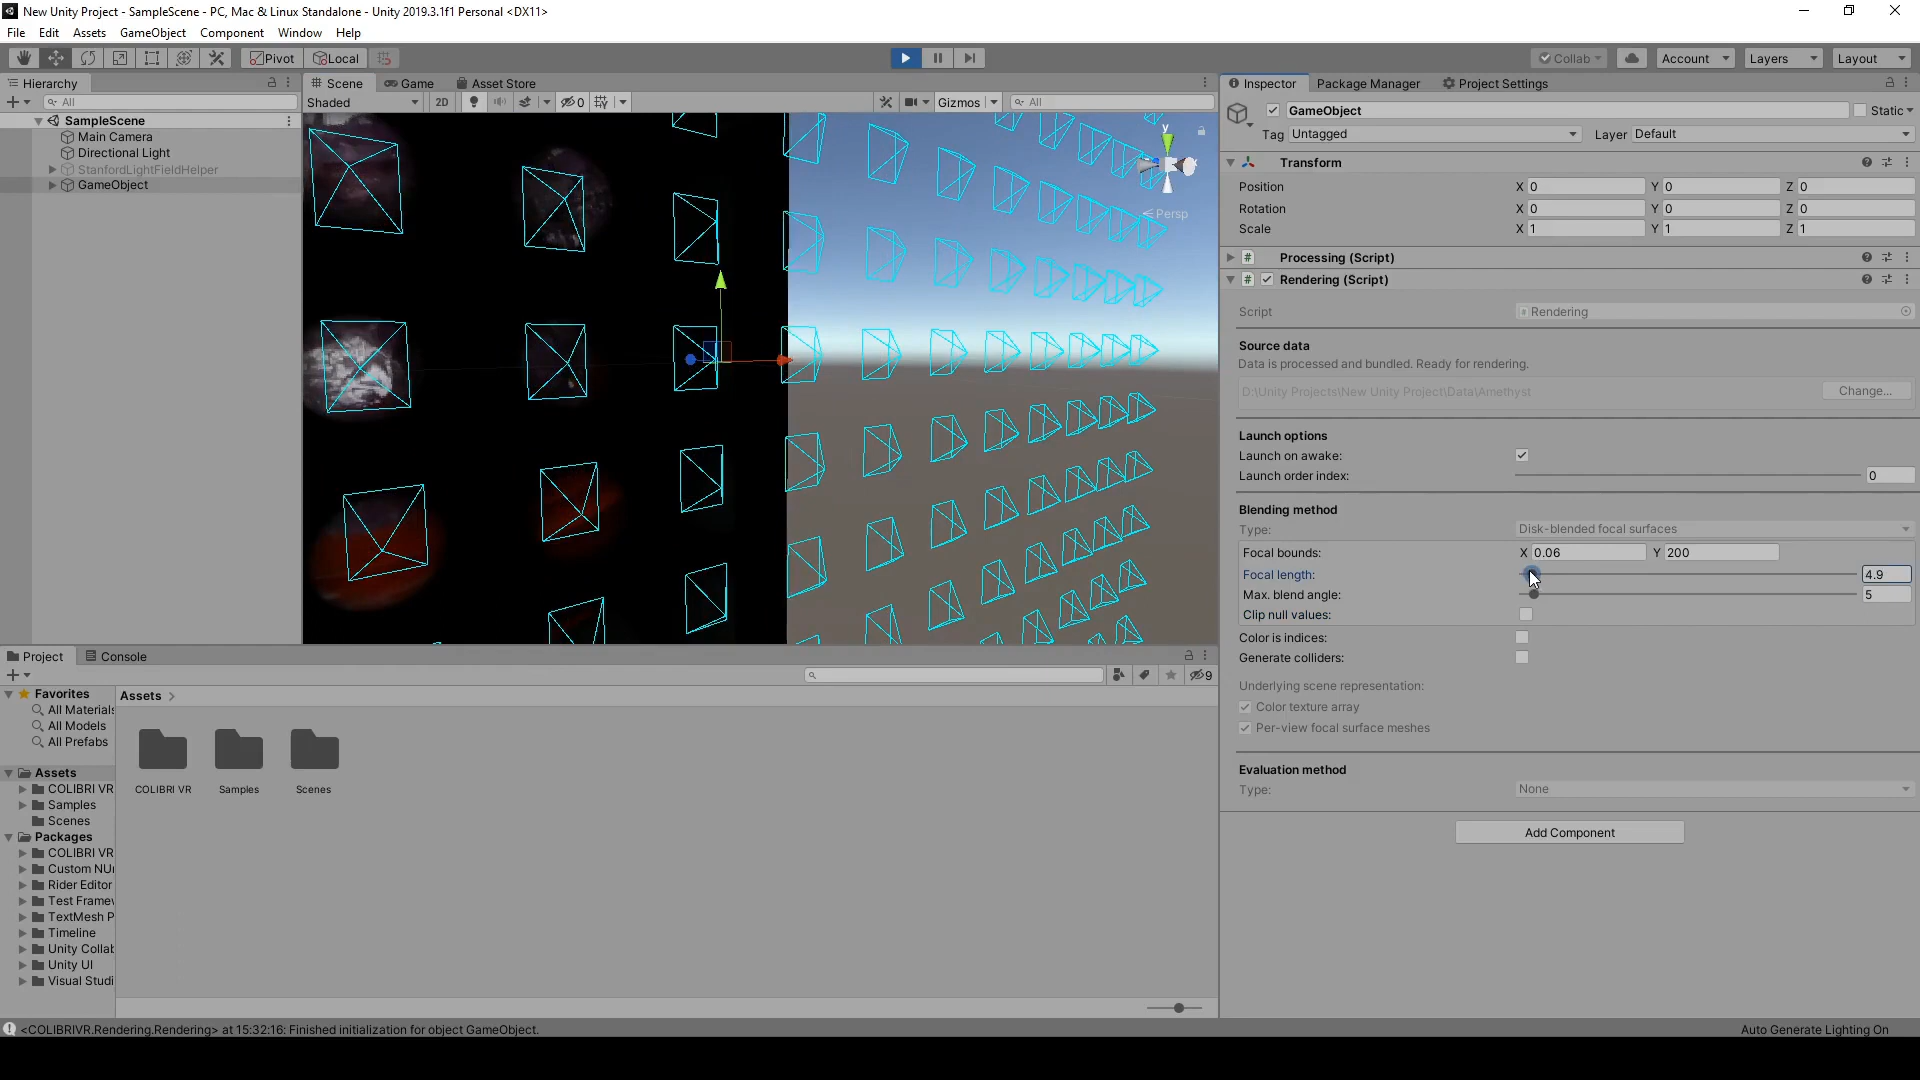 New Unity Project - SampleScene - PC, Mac & Linux Standalone - Unity 2019.3.1f1 Personal <DX11>
File Edit Assets GameObject Component Window Help
Pivot Local Collab Account Layers Layout
Hierarchy
All
SampleScene
Main Camera
Directional Light
StanfordLightFieldHelper
GameObject
Scene Game Asset Store
Shaded 2D 0 Gizmos All
y
Persp
Inspector Package Manager Project Settings
GameObject Static
Tag Untagged Layer Default
Transform
Position X 0 Y 0 Z 0
Rotation X 0 Y 0 Z 0
Scale X 1 Y 1 Z 1
# Processing (Script)
# Rendering (Script)
Script # Rendering
Source data
Data is processed and bundled. Ready for rendering.
D:\Unity Projects\New Unity Project\Data\Amethyst Change...
Launch options
Launch on awake:
Launch order index: 0
Blending method
Type: Disk-blended focal surfaces
Focal bounds: X 0.06 Y 200
Focal length: 4.9
Max. blend angle: 5
Clip null values:
Color is indices:
Generate colliders:
Underlying scene representation:
Color texture array
Per-view focal surface meshes
Evaluation method
Type: None
Add Component
Project Console
9
Favorites
All Materials
All Models
All Prefabs
Assets
COLIBRI VR
Samples
Scenes
Packages
COLIBRI VR
Custom NU
Rider Editor
Test Framew
TextMesh P
Timeline
Unity Collab
Unity UI
Visual Studi
Assets
COLIBRI VR Samples Scenes
<COLIBRIVR.Rendering.Rendering> at 15:32:16: Finished initialization for object GameObject.
Auto Generate Lighting On